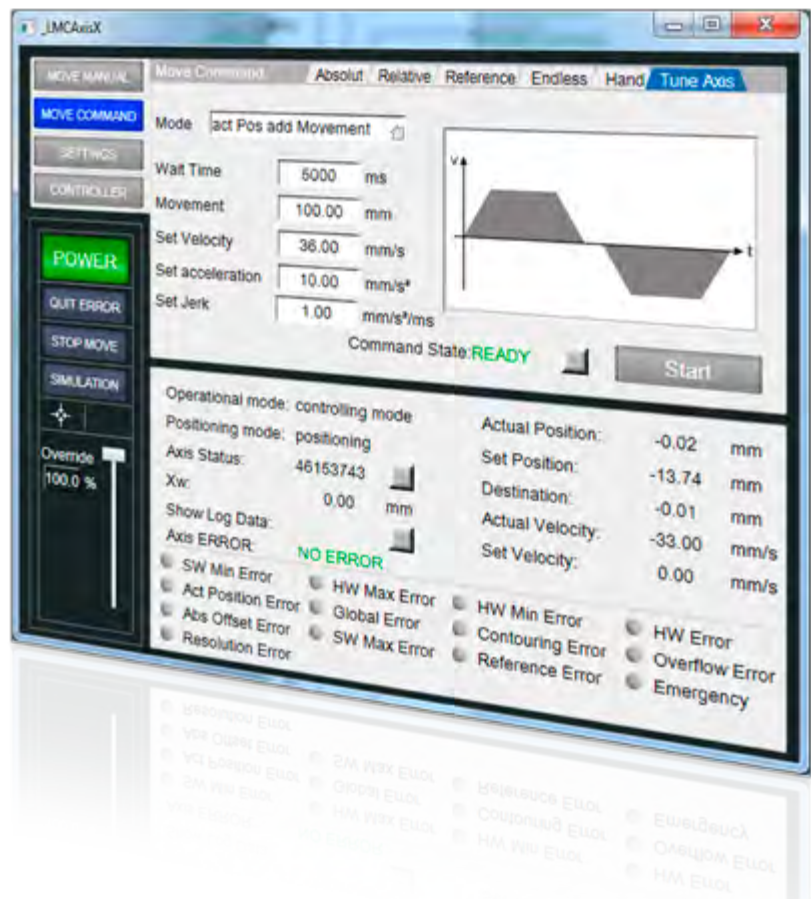 _LMCAxisX
MOVE MANUAL
MOVE COMMAND
SETTINGS
CONTROLLER
Move Command Absolut Relative Reference Endless Hand Tune Axis
Mode act Pos add Movement
Wait Time 5000 ms
Movement 100.00 mm
Set Velocity 36.00 mm/s
Set acceleration 10.00 mm/s²
Set Jerk 1.00 mm/s²/ms
v
t
Command State: READY
Start
POWER
QUIT ERROR
STOP MOVE
SIMULATION
Override
100.0 %
Operational mode: controlling mode
Positioning mode: positioning
Axis Status: 46153743
Xw: 0.00 mm
Show Log Data:
Axis ERROR: NO ERROR
Actual Position: -0.02 mm
Set Position: -13.74 mm
Destination: -0.01 mm
Actual Velocity: -33.00 mm/s
Set Velocity: 0.00 mm/s
SW Min Error HW Max Error HW Min Error HW Error
Act Position Error Global Error Contouring Error Overflow Error
Abs Offset Error SW Max Error Reference Error Emergency
Resolution Error